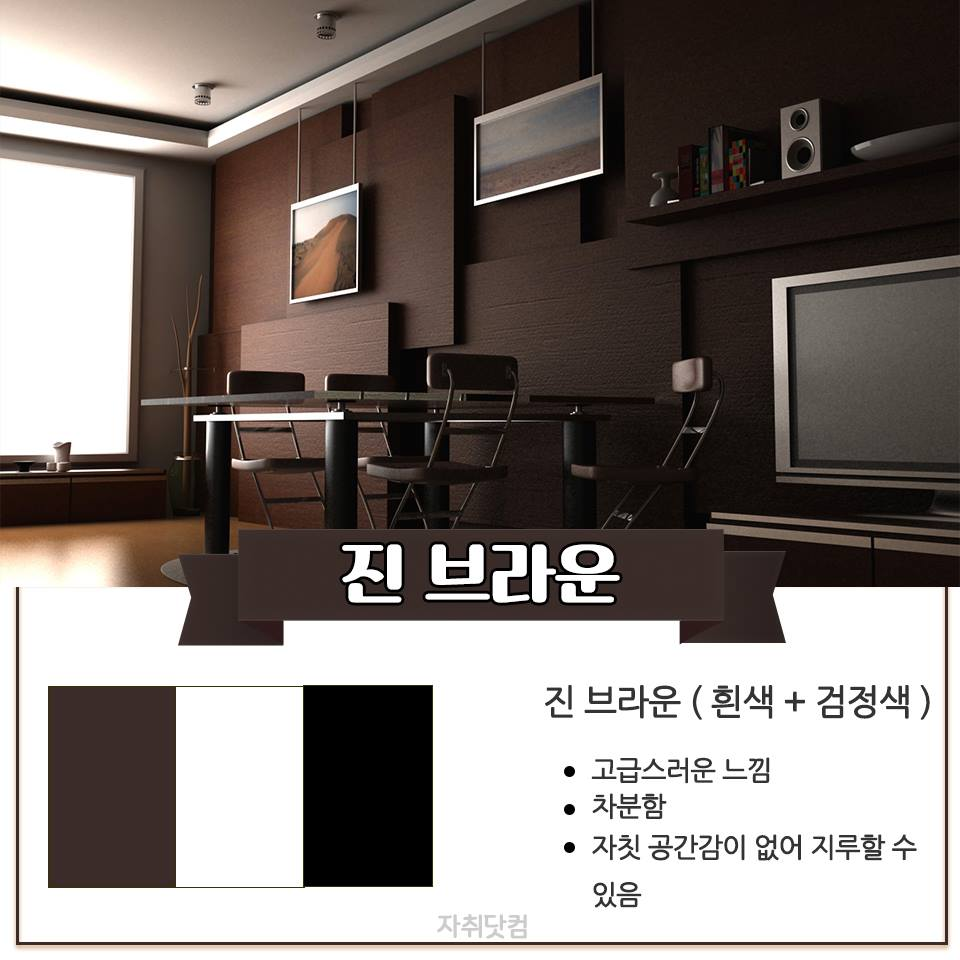 진 브라운
진 브라운 ( 흰색 + 검정색 )
• 고급스러운 느낌
• 차분함
• 자칫 공간감이 없어 지루할 수
있음
자취닷컴